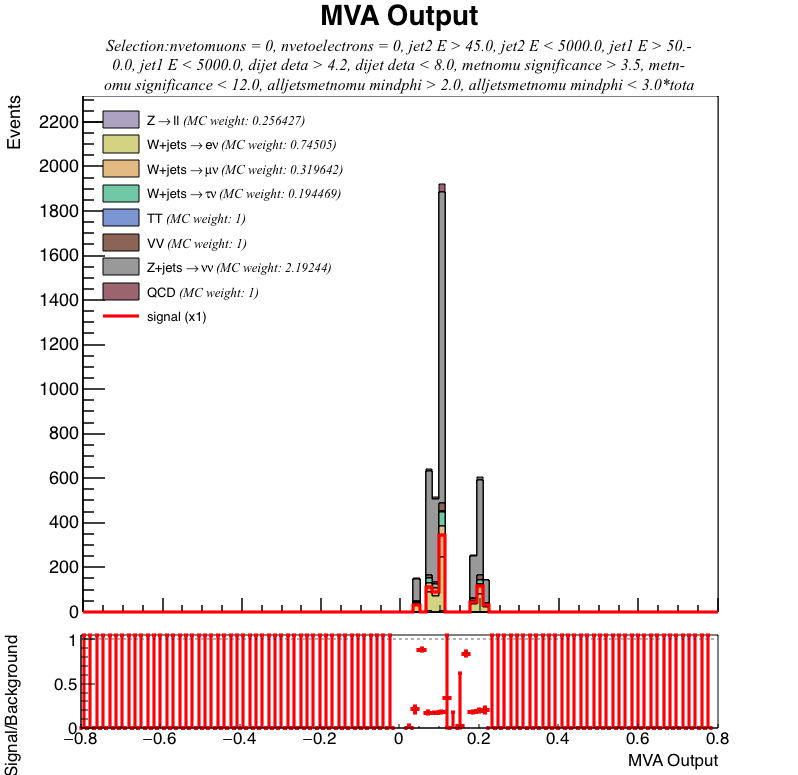 MVA Output
Selection:nvetomuons = 0, nvetoelectrons = 0, jet2 E > 45.0, jet2 E < 5000.0, jet1 E > 50.-
0.0, jet1 E < 5000.0, dijet deta > 4.2, dijet deta < 8.0, metnomu significance > 3.5, metn-
omu significance < 12.0, alljetsmetnomu mindphi > 2.0, alljetsmetnomu mindphi < 3.0*tota
Events
2200
2000
1800
1600
1400
1200
1000
800
600
400
200
0
Z→ll (MC weight: 0.256427)
W+jets→eν (MC weight: 0.74505)
W+jets→μν (MC weight: 0.319642)
W+jets→τν (MC weight: 0.194469)
TT (MC weight: 1)
VV (MC weight: 1)
Z+jets→νν (MC weight: 2.19244)
QCD (MC weight: 1)
signal (x1)
Signal/Background
1
0.5
0
−0.8 −0.6 −0.4 −0.2 0 0.2 0.4 0.6 0.8
MVA Output